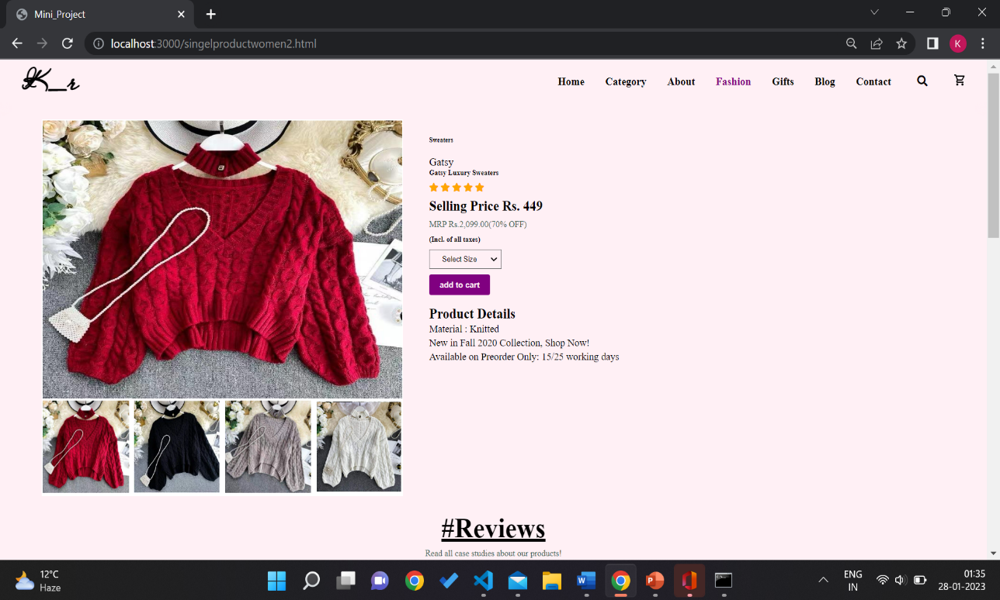 Mini_Project
localhost:3000/singelproductwomen2.html
K
K_r
Home Category About Fashion Gifts Blog Contact
Sweaters
Gatsy
Gatsy Luxury Sweaters
Selling Price Rs. 449
MRP Rs.2,099.00(70% OFF)
(Incl. of all taxes)
Select Size
add to cart
Product Details
Material : Knitted
New in Fall 2020 Collection, Shop Now!
Available on Preorder Only: 15/25 working days
#Reviews
Read all case studies about our products!
12°C
Haze
ENG
IN
01:35
28-01-2023